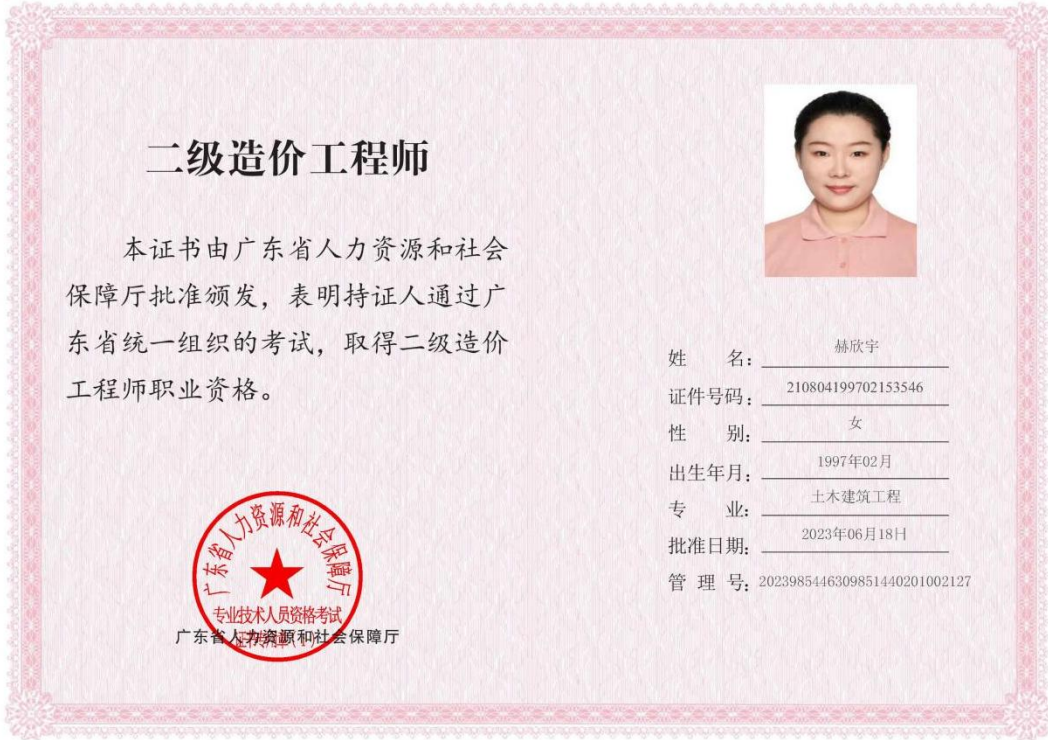 二级造价工程师
本证书由广东省人力资源和社会
保障厅批准颁发，表明持证人通过广
东省统一组织的考试，取得二级造价
工程师职业资格。
广东省人力资源和社会保障厅
专业技术人员资格考试
广东省人力资源和社会保障厅
姓 名：赫欣宇
证件号码：210804199702153546
性 别：女
出生年月：1997年02月
专 业：土木建筑工程
批准日期：2023年06月18日
管 理 号：20239854463098514402010021​27